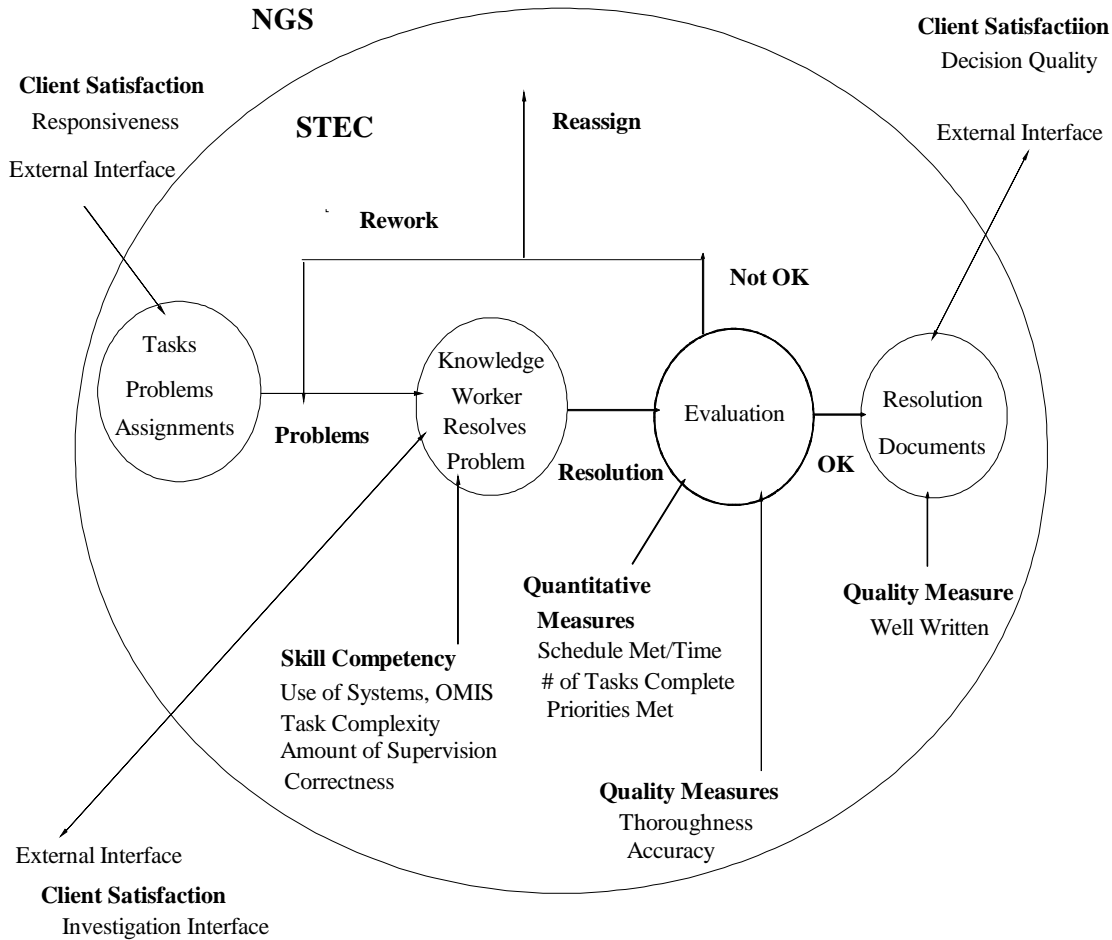 NGS
Client Satisfaction
Responsiveness
External Interface
Client Satisfactiion
Decision Quality
External Interface
STEC
Reassign
Rework
Not OK
Tasks
Problems
Assignments
Problems
Knowledge
Worker
Resolves
Problem
Resolution
Evaluation
OK
Resolution
Documents
Skill Competency
Use of Systems, OMIS
Task Complexity
Amount of Supervision
Correctness
Quantitative
Measures
Schedule Met/Time
# of Tasks Complete
Priorities Met
Quality Measures
Thoroughness
Accuracy
Quality Measure
Well Written
External Interface
Client Satisfaction
Investigation Interface